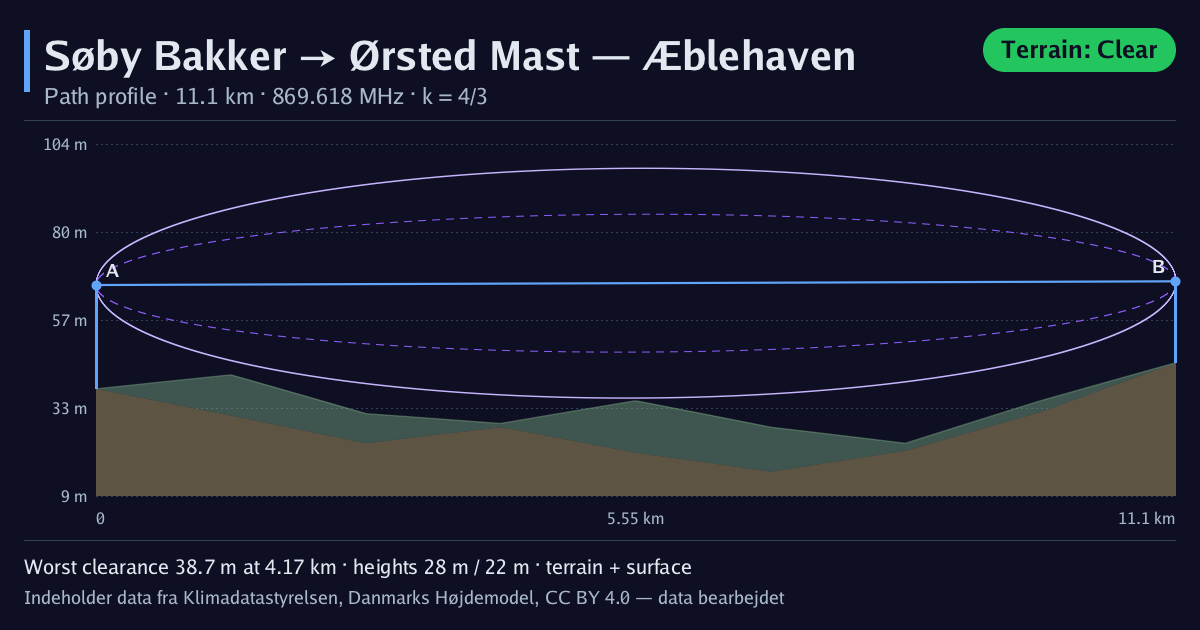 Søby Bakker → Ørsted Mast — Æblehaven
Terrain: Clear
Path profile · 11.1 km · 869.618 MHz · k = 4/3
104 m
80 m
57 m
33 m
9 m
A
B
0
5.55 km
11.1 km
Worst clearance 38.7 m at 4.17 km · heights 28 m / 22 m · terrain + surface
Indeholder data fra Klimadatastyrelsen, Danmarks Højdemodel, CC BY 4.0 — data bearbejdet